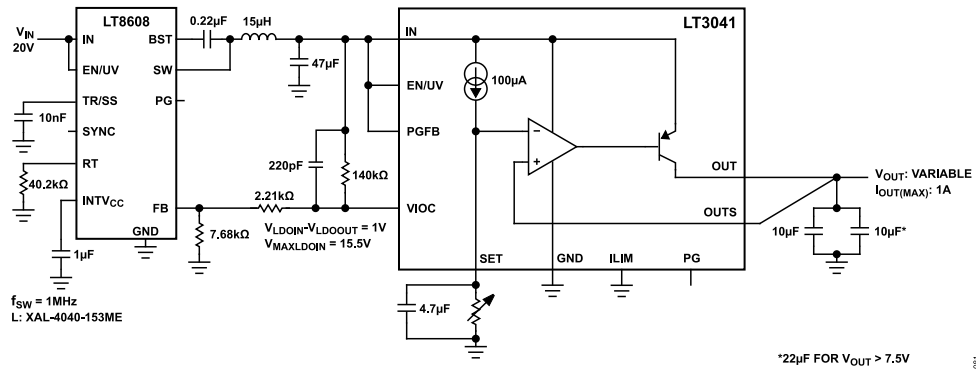 LT8608
LT3041
V_IN
20V
IN
EN/UV
TR/SS
SYNC
RT
INTV_CC
GND
BST
SW
PG
FB
10nF
40.2kΩ
1µF
0.22µF
15µH
47µF
220pF
140kΩ
2.21kΩ
7.68kΩ
V_LDOIN-V_LDOOUT = 1V
V_MAXLDOIN = 15.5V
IN
EN/UV
PGFB
VIOC
100µA
−
+
OUT
OUTS
SET
GND
ILIM
PG
4.7µF
V_OUT: VARIABLE
I_OUT(MAX): 1A
10µF
10µF*
f_SW = 1MHz
L: XAL-4040-153ME
*22µF FOR V_OUT > 7.5V